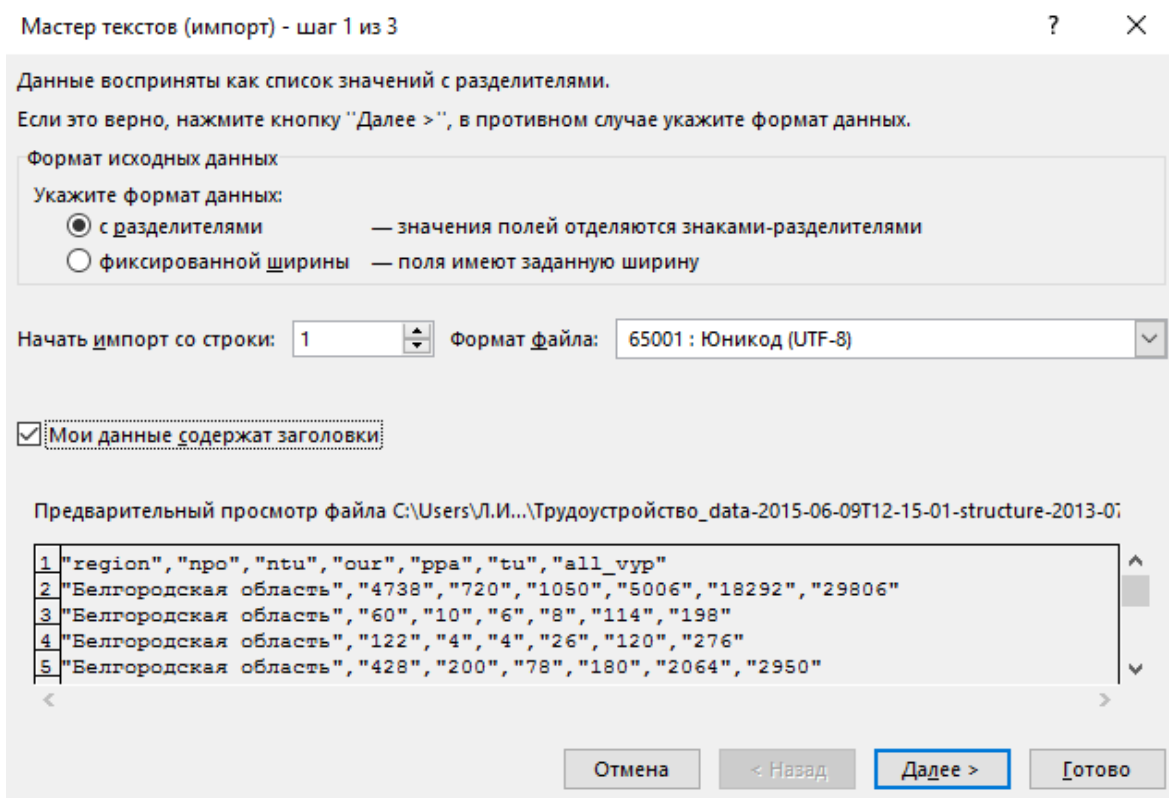 Мастер текстов (импорт) - шаг 1 из 3 ?
Данные восприняты как список значений с разделителями.
Если это верно, нажмите кнопку "Далее >", в противном случае укажите формат данных.
Формат исходных данных
Укажите формат данных:
с разделителями — значения полей отделяются знаками-разделителями
фиксированной ширины — поля имеют заданную ширину
Начать импорт со строки: 1 Формат файла: 65001 : Юникод (UTF-8)
Мои данные содержат заголовки
Предварительный просмотр файла C:\Users\Л.И...\Трудоустройство_data-2015-06-09T12-15-01-structure-2013-07
1 "region","npo","ntu","our","ppa","tu","all_vyp"
2 "Белгородская область","4738","720","1050","5006","18292","29806"
3 "Белгородская область","60","10","6","8","114","198"
4 "Белгородская область","122","4","4","26","120","276"
5 "Белгородская область","428","200","78","180","2064","2950"
Отмена < Назад Далее > Готово